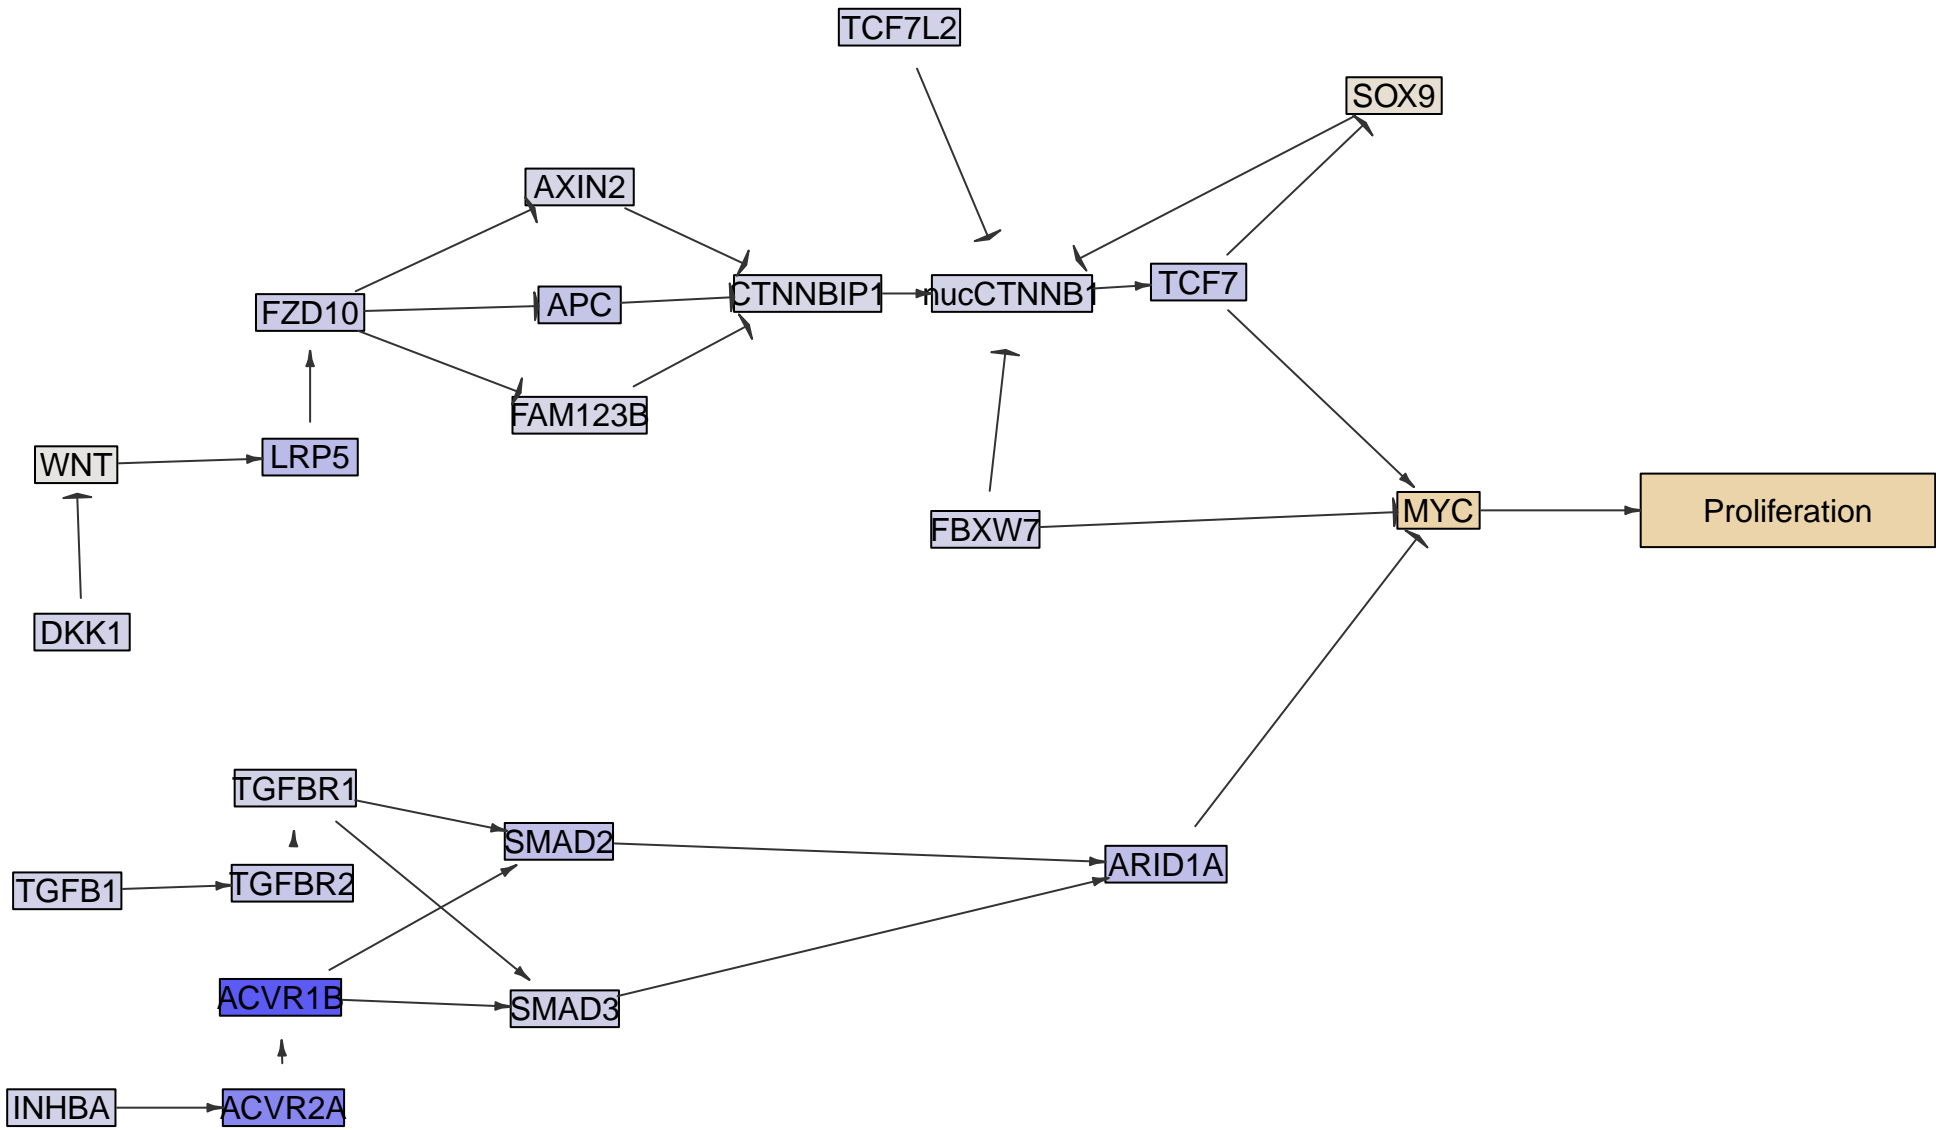 TCF7L2
SOX9
AXIN2
TCF7
CTNNBIP1
nucCTNNB1
APC
FZD10
FAM123B
LRP5
WNT
MYC
Proliferation
FBXW7
DKK1
TGFBR1
SMAD2
ARID1A
TGFBR2
TGFB1
ACVR1B
SMAD3
INHBA
ACVR2A